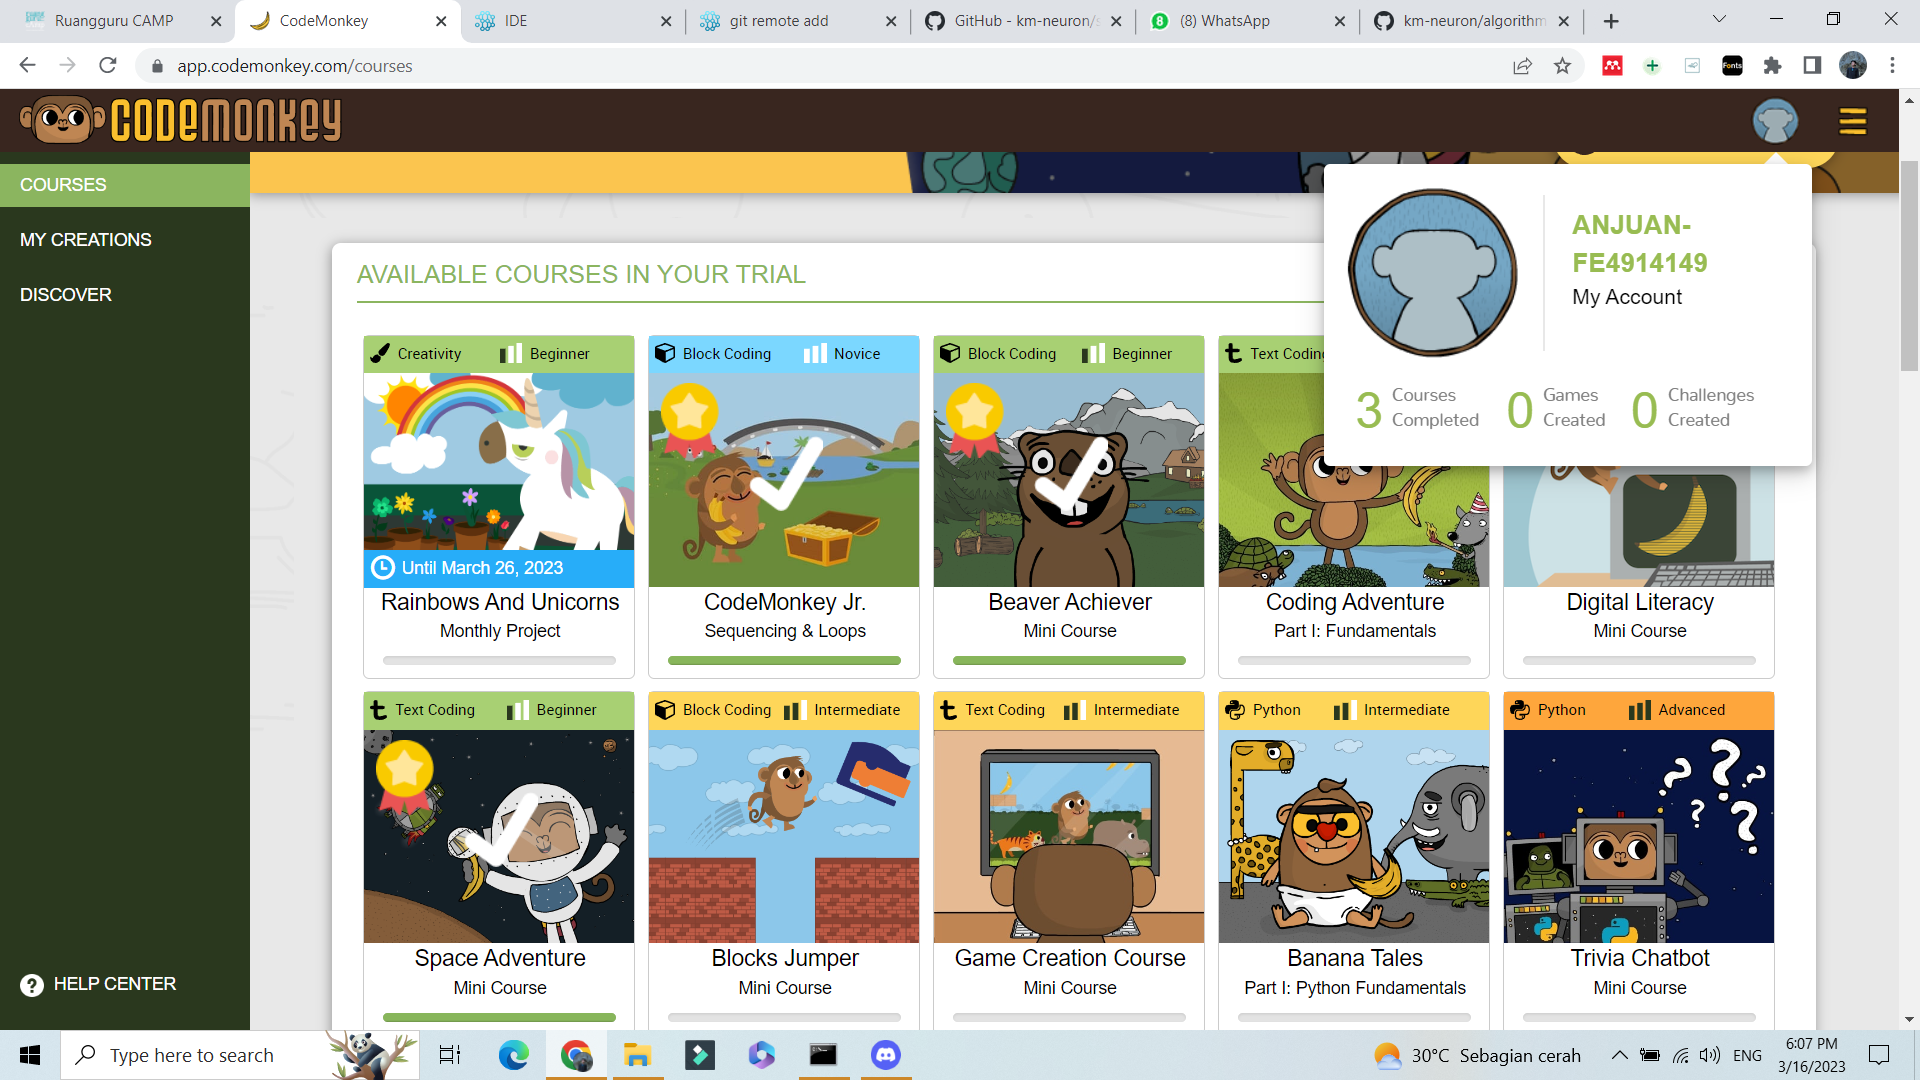 Ruangguru CAMP
CodeMonkey
IDE
git remote add
GitHub - km-neuron/s
(8) WhatsApp
km-neuron/algorithm
app.codemonkey.com/courses
CODEMONKEY
COURSES
MY CREATIONS
DISCOVER
HELP CENTER
ANJUAN-
FE4914149
My Account
3 Courses Completed
0 Games Created
0 Challenges Created
AVAILABLE COURSES IN YOUR TRIAL
Creativity Beginner
Until March 26, 2023
Rainbows And Unicorns
Monthly Project
Block Coding Novice
CodeMonkey Jr.
Sequencing & Loops
Block Coding Beginner
Beaver Achiever
Mini Course
Text Coding
Coding Adventure
Part I: Fundamentals
Digital Literacy
Mini Course
Text Coding Beginner
Space Adventure
Mini Course
Block Coding Intermediate
Blocks Jumper
Mini Course
Text Coding Intermediate
Game Creation Course
Mini Course
Python Intermediate
Banana Tales
Part I: Python Fundamentals
Python Advanced
? ? ? ? ?
Trivia Chatbot
Mini Course
Type here to search
30°C Sebagian cerah
ENG
6:07 PM
3/16/2023